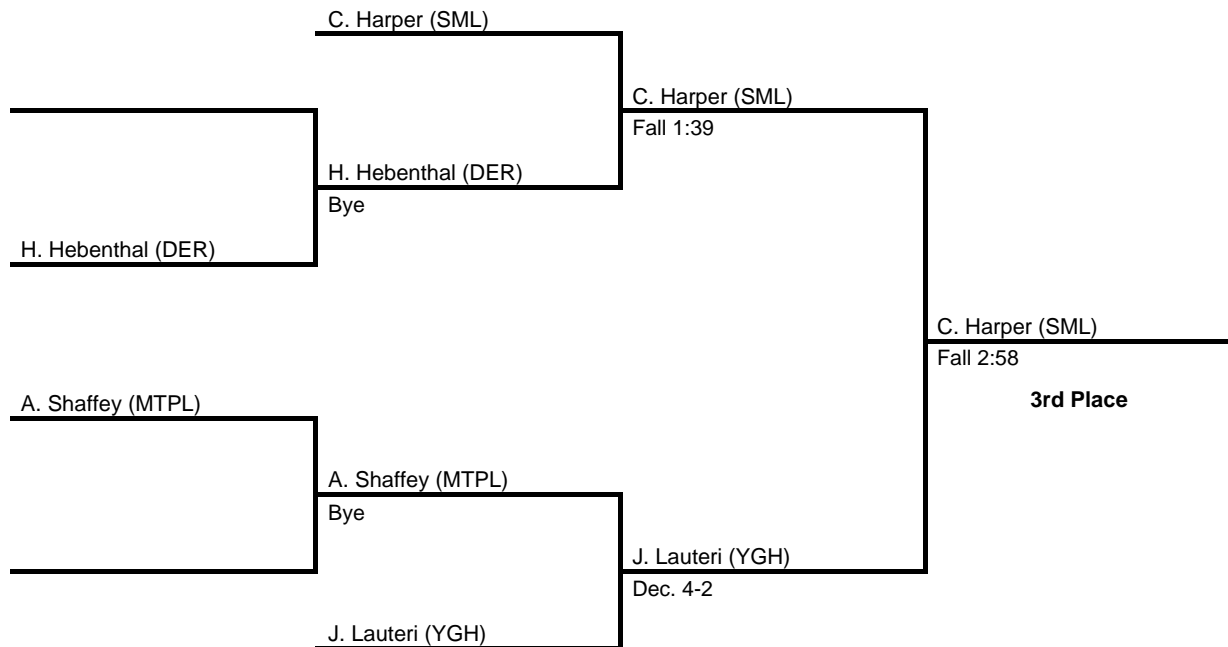 C. Harper (SML)
C. Harper (SML)
Fall 1:39
H. Hebenthal (DER)
Bye
H. Hebenthal (DER)
C. Harper (SML)
Fall 2:58
3rd Place
A. Shaffey (MTPL)
A. Shaffey (MTPL)
Bye
J. Lauteri (YGH)
Dec. 4-2
J. Lauteri (YGH)